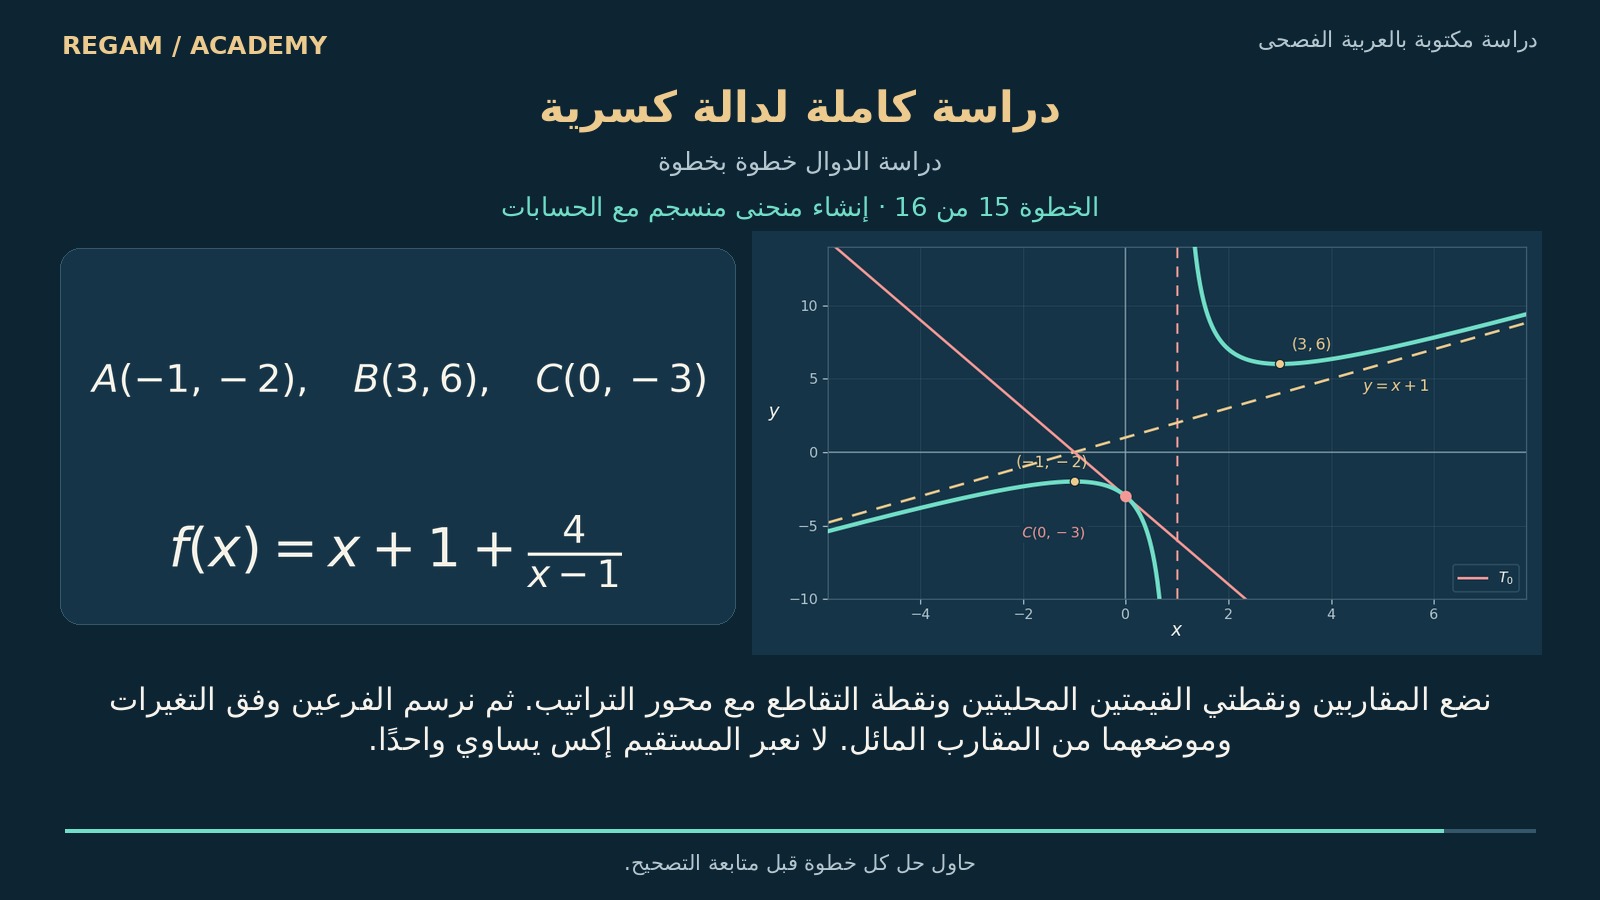 REGAM / ACADEMY
دراسة مكتوبة بالعربية الفصحى
دراسة كاملة لدالة كسرية
دراسة الدوال خطوة بخطوة
الخطوة 15 من 16 · إنشاء منحنى منسجم مع الحسابات
A(−1, −2), B(3, 6), C(0, −3)
f(x) = x + 1 + 4/(x − 1)
10
5
0
−5
−10
y
−4
−2
0
2
4
6
x
(3, 6)
y = x + 1
(−1, −2)
C(0, −3)
T₀
نضع المقاربين ونقطتي القيمتين المحليتين ونقطة التقاطع مع محور التراتيب. ثم نرسم الفرعين وفق التغيرات
وموضعهما من المقارب المائل. لا نعبر المستقيم إكس يساوي واحدًا.
حاول حل كل خطوة قبل متابعة التصحيح.